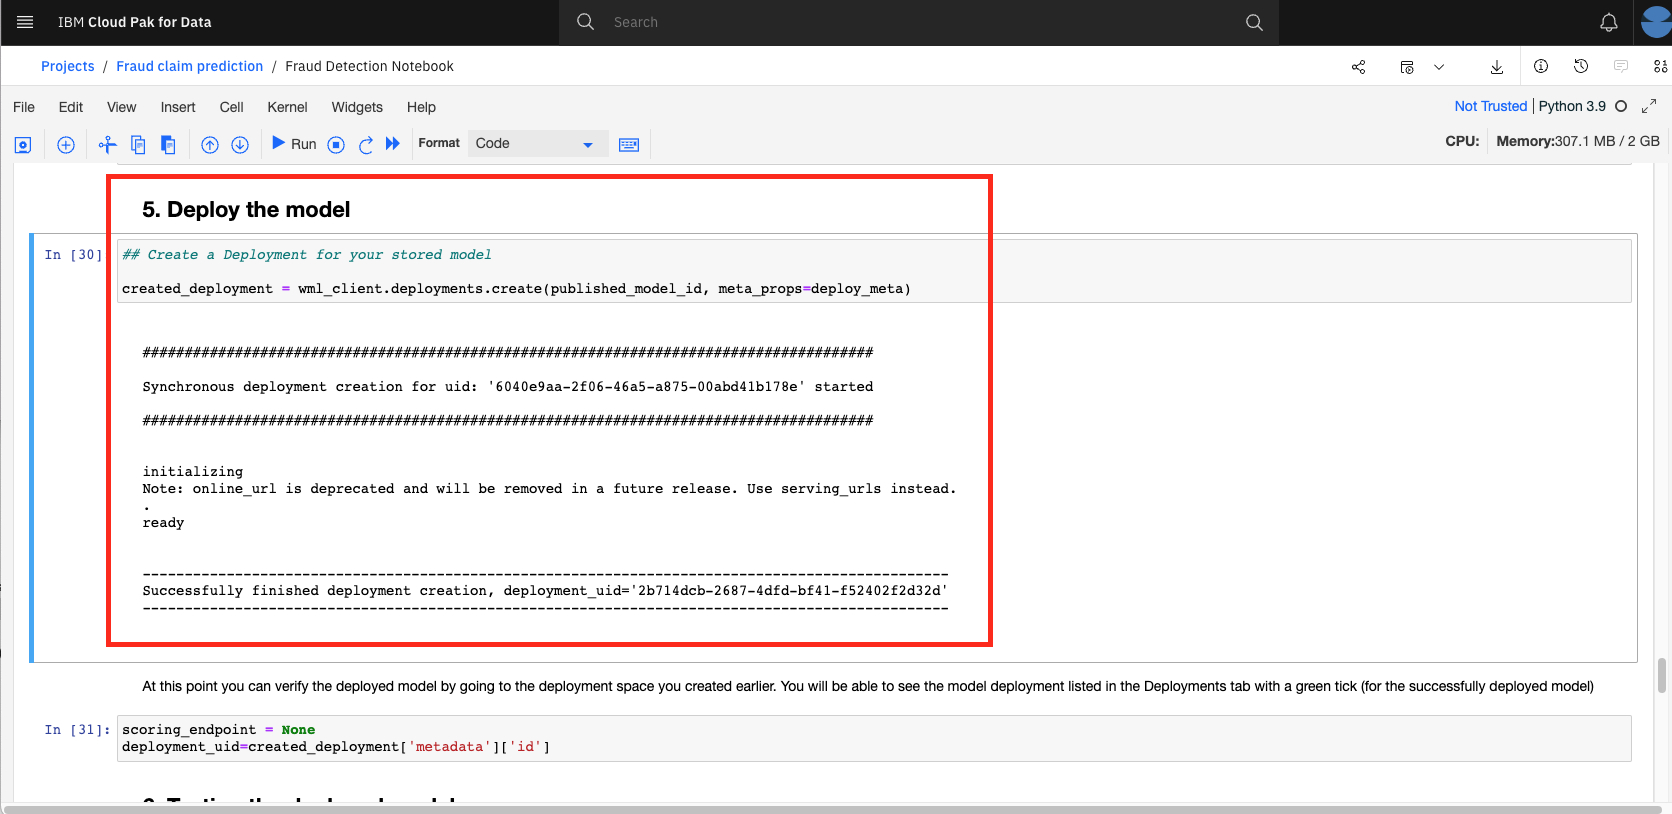 IBM Cloud Pak for Data
Search
Projects / Fraud claim prediction / Fraud Detection Notebook
File Edit View Insert Cell Kernel Widgets Help
Not Trusted | Python 3.9
Run
Format
Code
CPU:
Memory:307.1 MB / 2 GB
5. Deploy the model
In [30]
## Create a Deployment for your stored model
created_deployment = wml_client.deployments.create(published_model_id, meta_props=deploy_meta)
#######################################################################################
Synchronous deployment creation for uid: '6040e9aa-2f06-46a5-a875-00abd41b178e' started
#######################################################################################
initializing
Note: online_url is deprecated and will be removed in a future release. Use serving_urls instead.
.
ready
------------------------------------------------------------------------------------------------
Successfully finished deployment creation, deployment_uid='2b714dcb-2687-4dfd-bf41-f52402f2d32d'
------------------------------------------------------------------------------------------------
At this point you can verify the deployed model by going to the deployment space you created earlier. You will be able to see the model deployment listed in the Deployments tab with a green tick (for the successfully deployed model)
In [31]:
scoring_endpoint = None
deployment_uid=created_deployment['metadata']['id']